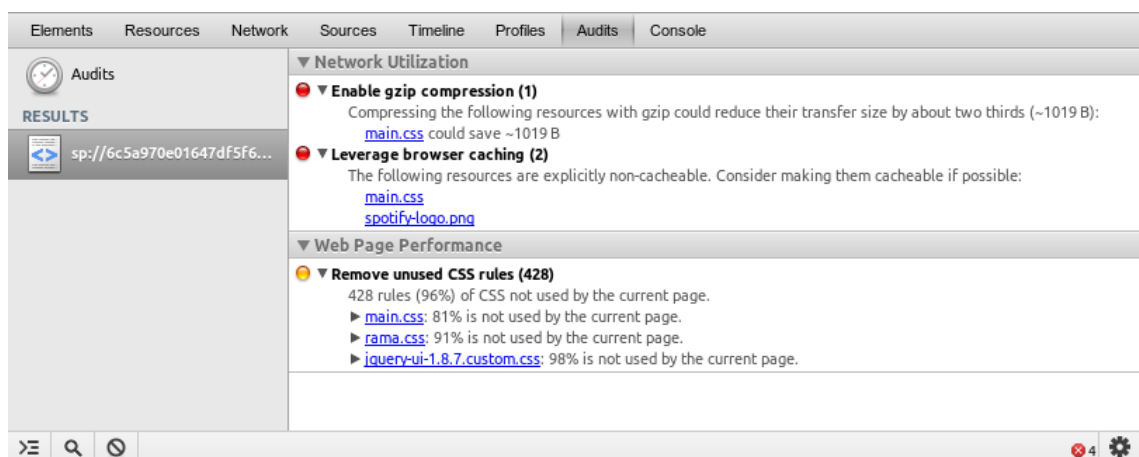 Elements Resources Network Sources Timeline Profiles Audits Console
Audits
RESULTS
sp://6c5a970e01647df5f6...
Network Utilization
Enable gzip compression (1)
Compressing the following resources with gzip could reduce their transfer size by about two thirds (~1019 B):
main.css could save ~1019 B
Leverage browser caching (2)
The following resources are explicitly non-cacheable. Consider making them cacheable if possible:
main.css
spotify-logo.png
Web Page Performance
Remove unused CSS rules (428)
428 rules (96%) of CSS not used by the current page.
main.css: 81% is not used by the current page.
rama.css: 91% is not used by the current page.
jquery-ui-1.8.7.custom.css: 98% is not used by the current page.
4